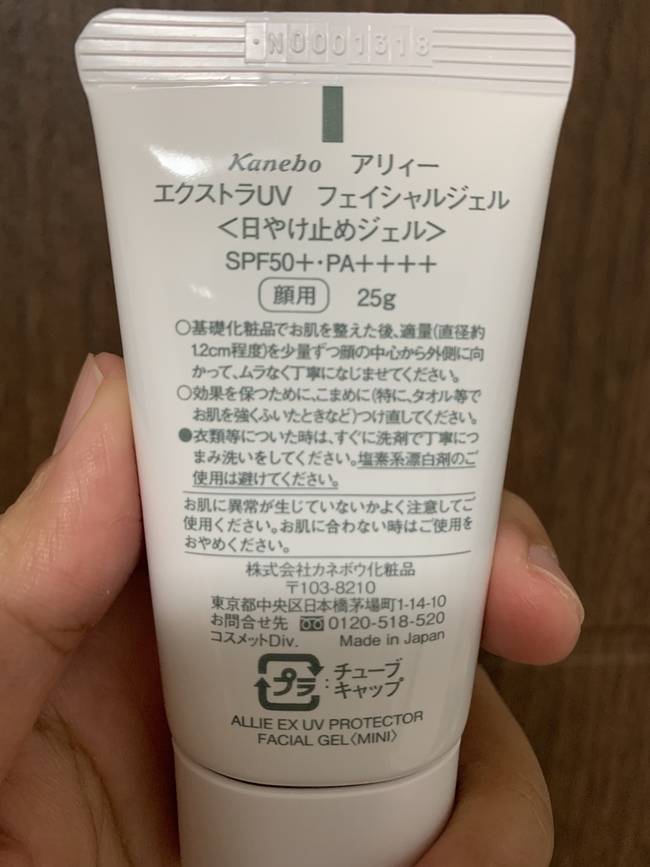 ND001318
Kanebo アリィー
エクストラUV フェイシャルジェル
<日やけ止めジェル>
SPF50+・PA++++
顔用 25g
○基礎化粧品でお肌を整えた後、適量(直径約
1.2cm程度)を少量ずつ顔の中心から外側に向
かって、ムラなく丁寧になじませてください。
○効果を保つために、こまめに(特に、タオル等で
お肌を強くふいたときなど)つけ直してください。
●衣類等についた時は、すぐに洗剤で丁寧につ
まみ洗いをしてください。塩素系漂白剤のご
使用は避けてください。
お肌に異常が生じていないかよく注意してご
使用ください。お肌に合わない時はご使用を
おやめください。
株式会社カネボウ化粧品
〒103-8210
東京都中央区日本橋茅場町1-14-10
お問合せ先 0120-518-520
コスメットDiv. Made in Japan
プラ : チューブ
キャップ
ALLIE EX UV PROTECTOR
FACIAL GEL〈MINI〉